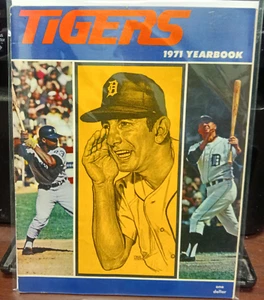 TIGERS
1971 YEARBOOK
one
dollar